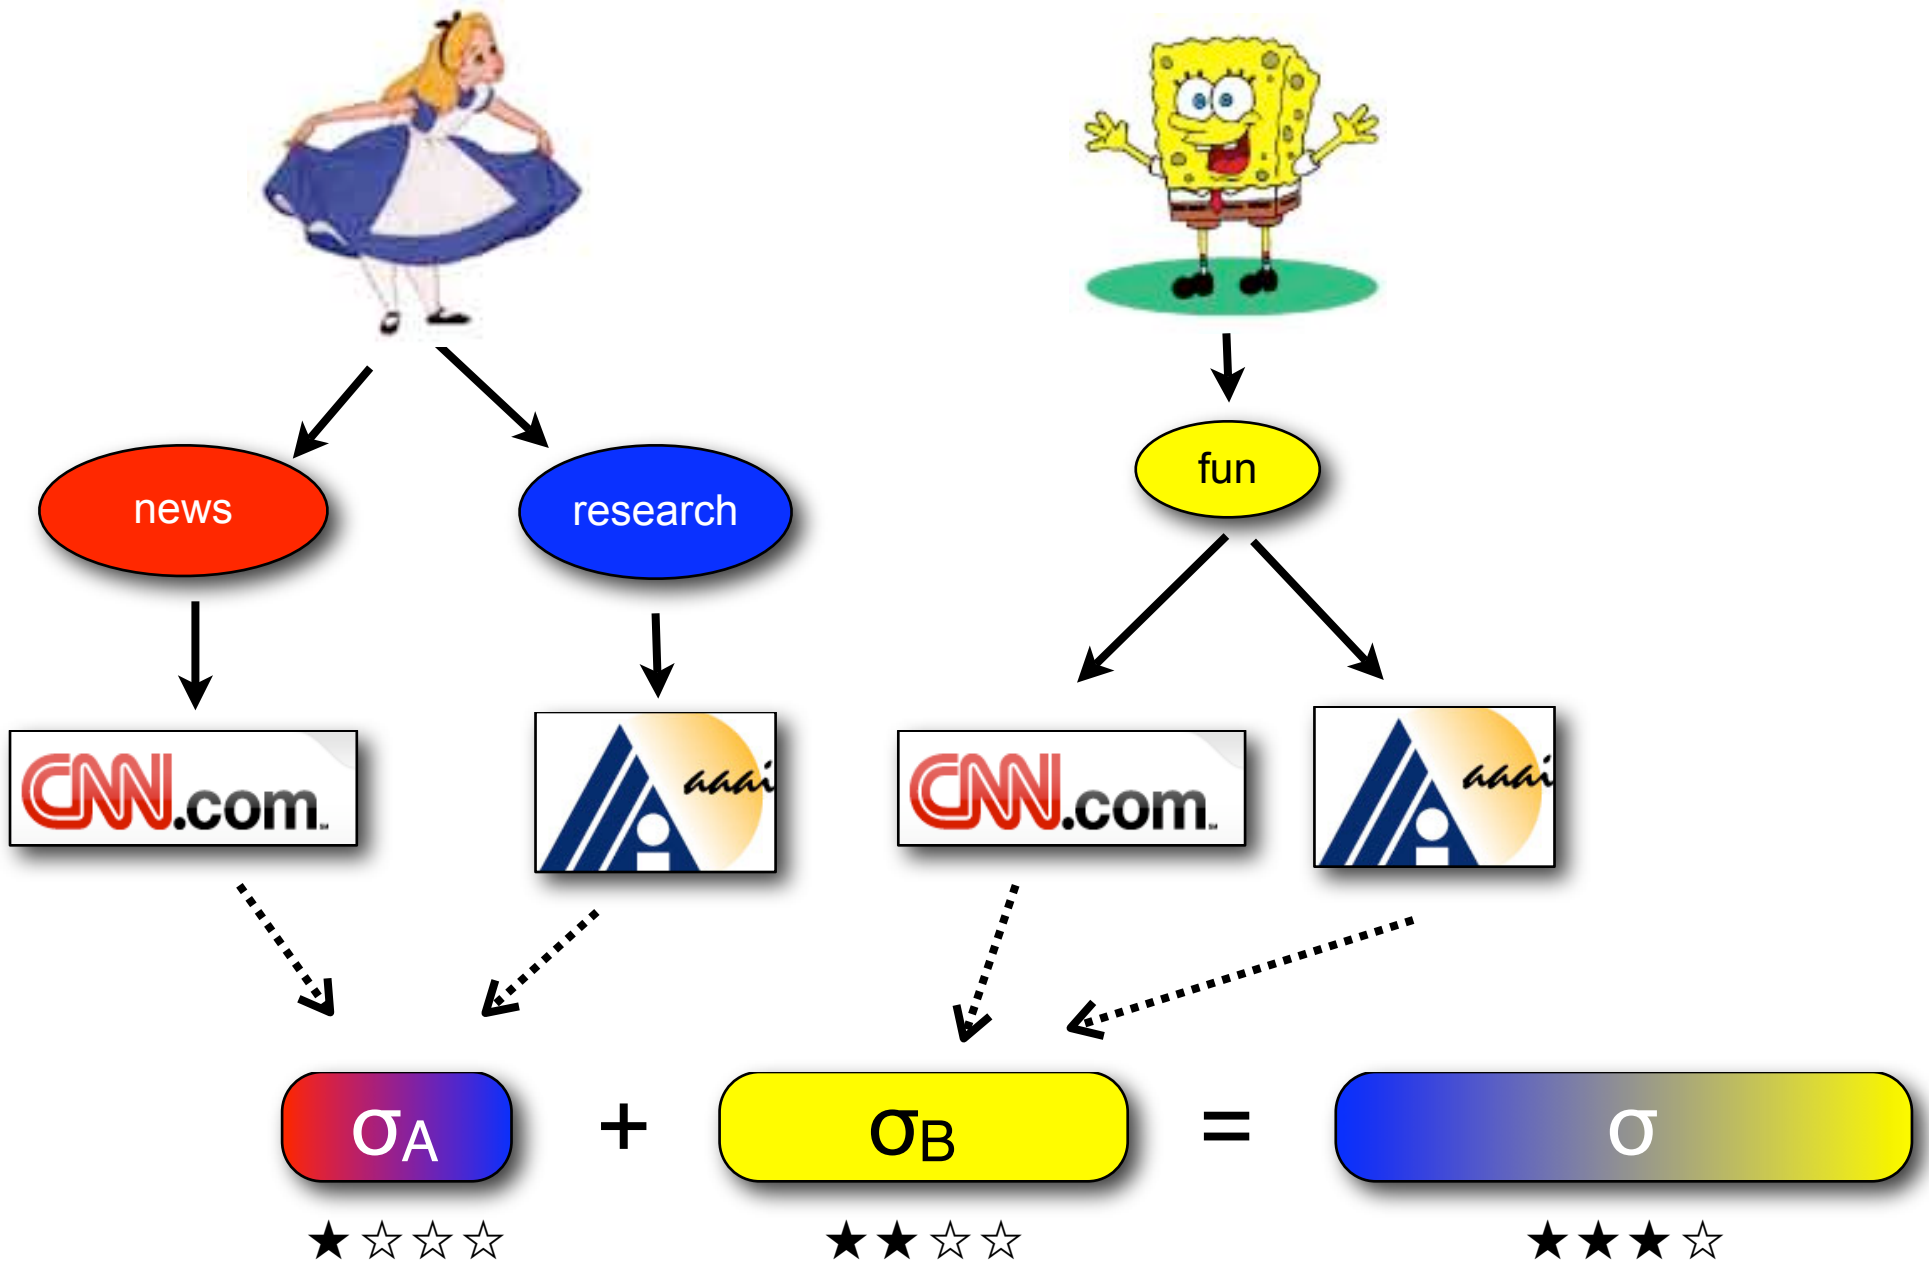 news
research
fun
CNN.com
aaai
CNN.com
aaai
σA + σB = σ
★☆☆☆ ★★☆☆ ★★★☆